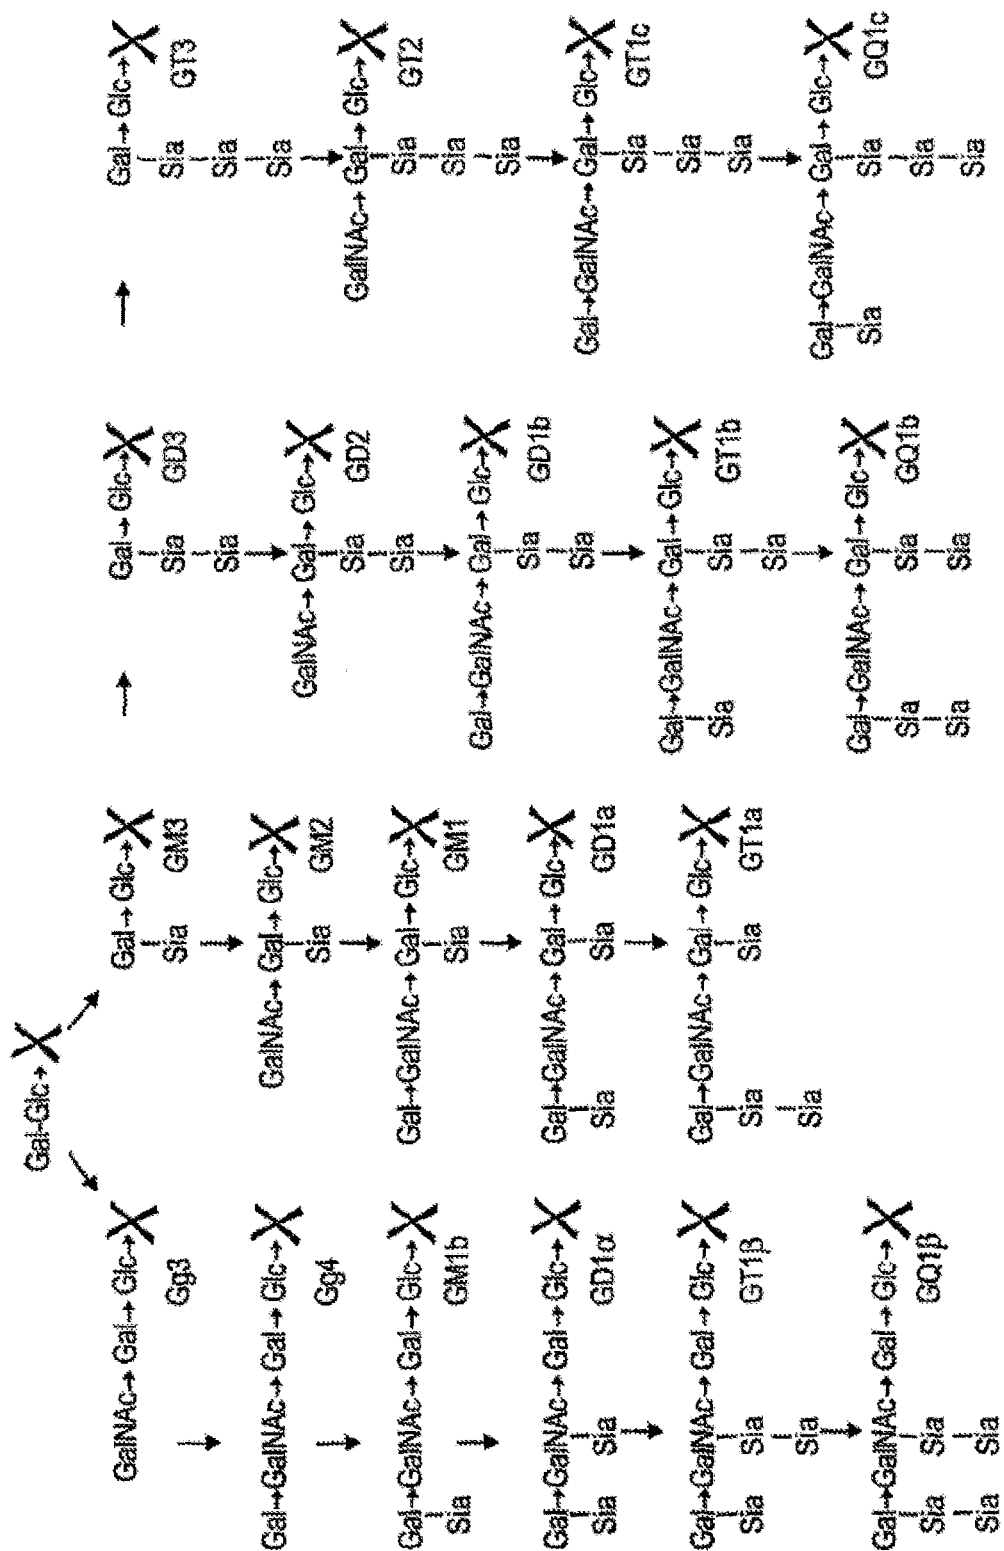 Gal-Glc→X
GalNAc→Gal→Glc→X
Gg3
Gal→GalNAc→Gal→Glc→X
Gg4
Gal→GalNAc→Gal→Glc→X
Sia GM1b
Gal→GalNAc→Gal→Glc→X
Sia Sia GD1α
Gal→GalNAc→Gal→Glc→X
Sia Sia GT1β
Sia
Gal→GalNAc→Gal→Glc→X
Sia Sia GQ1β
Sia Sia
Gal→Glc→X
Sia GM3
GalNAc→Gal→Glc→X
Sia GM2
Gal→GalNAc→Gal→Glc→X
Sia GM1
Gal→GalNAc→Gal→Glc→X
Sia Sia GD1a
Gal→GalNAc→Gal→Glc→X
Sia Sia GT1a
Sia
Gal→Glc→X
Sia GD3
Sia
GalNAc→Gal→Glc→X
Sia GD2
Sia
Gal→GalNAc→Gal→Glc→X
Sia GD1b
Sia
Gal→GalNAc→Gal→Glc→X
Sia Sia GT1b
Sia
Gal→GalNAc→Gal→Glc→X
Sia Sia GQ1b
Sia Sia
Gal→Glc→X
Sia GT3
Sia
Sia
GalNAc→Gal→Glc→X
Sia GT2
Sia
Sia
Gal→GalNAc→Gal→Glc→X
Sia GT1c
Sia
Sia
Gal→GalNAc→Gal→Glc→X
Sia Sia GQ1c
Sia
Sia